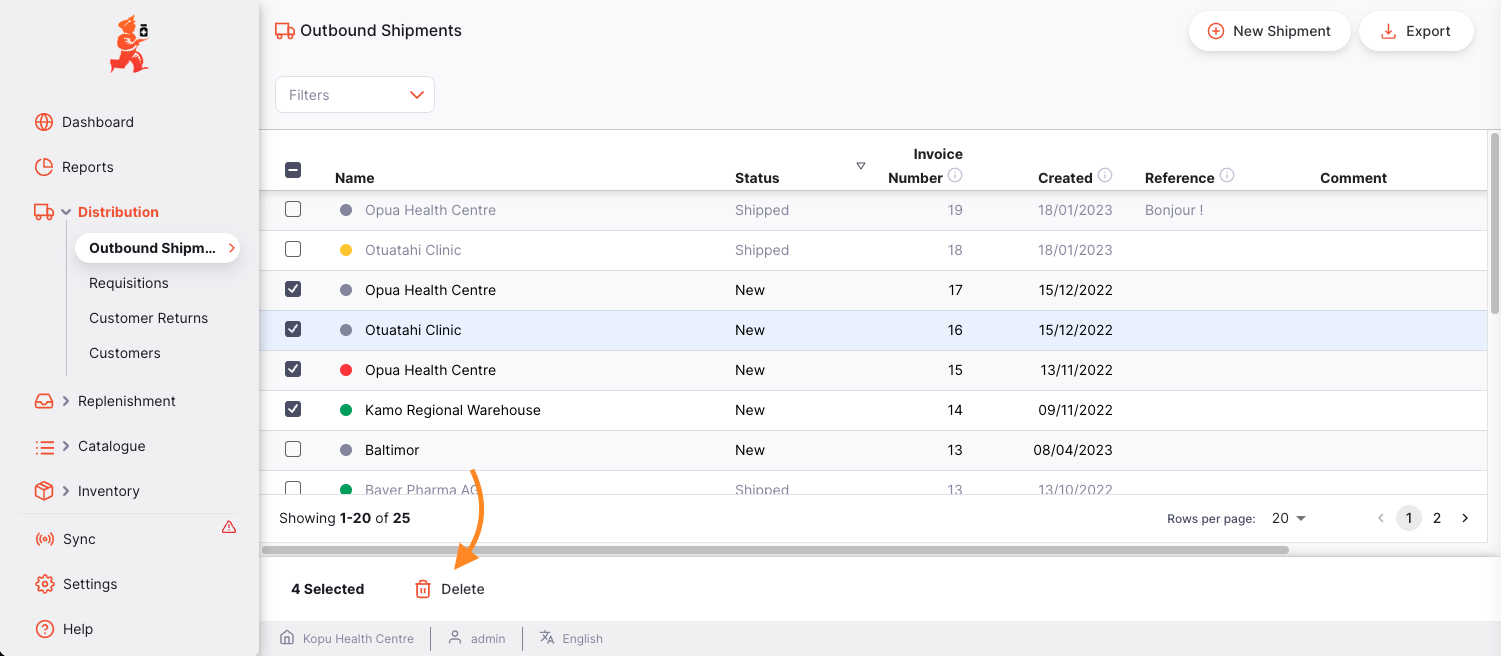 Outbound Shipments
New Shipment
Export
Filters
Dashboard
Reports
Distribution
Outbound Shipm...
Requisitions
Customer Returns
Customers
Replenishment
Catalogue
Inventory
Sync
Settings
Help
Name Status Invoice Number Created Reference Comment
Opua Health Centre Shipped 19 18/01/2023 Bonjour !
Otuatahi Clinic Shipped 18 18/01/2023
Opua Health Centre New 17 15/12/2022
Otuatahi Clinic New 16 15/12/2022
Opua Health Centre New 15 13/11/2022
Kamo Regional Warehouse New 14 09/11/2022
Baltimor New 13 08/04/2023
Bayer Pharma AG Shipped 13 13/10/2022
Showing 1-20 of 25 Rows per page: 20 1 2
4 Selected Delete
Kopu Health Centre admin English